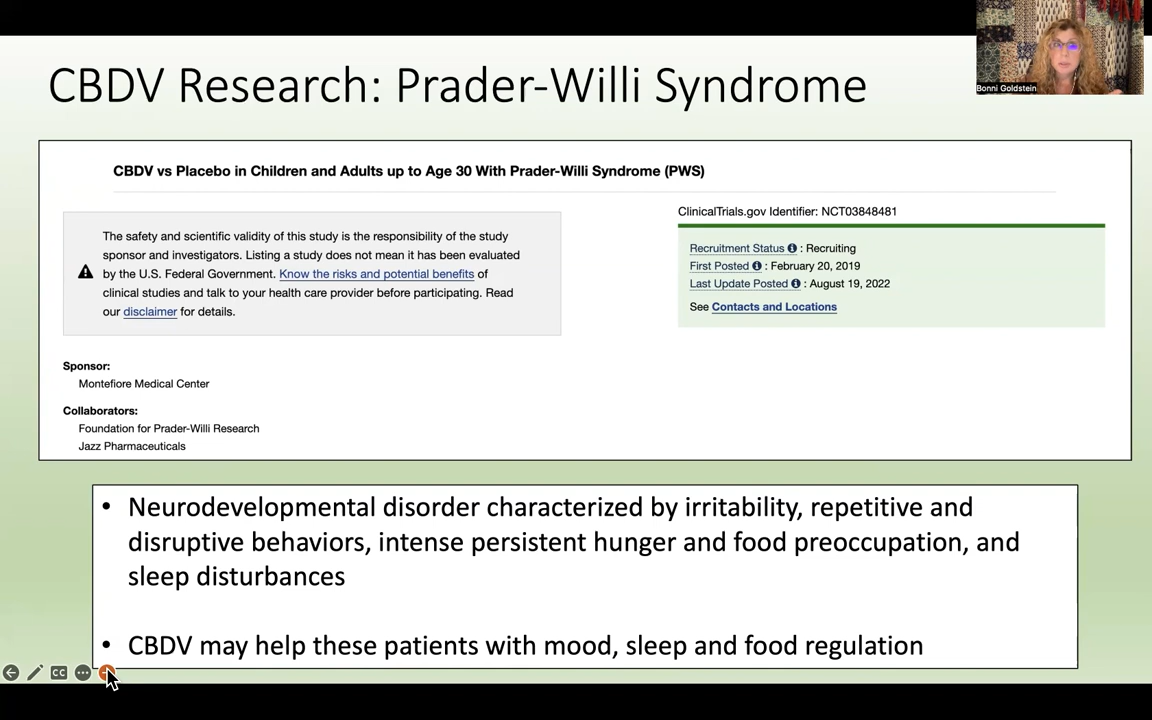 CBDV Research: Prader-Willi Syndrome
Bonni Goldstein
CBDV vs Placebo in Children and Adults up to Age 30 With Prader-Willi Syndrome (PWS)
The safety and scientific validity of this study is the responsibility of the study
sponsor and investigators. Listing a study does not mean it has been evaluated
by the U.S. Federal Government. Know the risks and potential benefits of
clinical studies and talk to your health care provider before participating. Read
our disclaimer for details.
ClinicalTrials.gov Identifier: NCT03848481
Recruitment Status : Recruiting
First Posted : February 20, 2019
Last Update Posted : August 19, 2022
See Contacts and Locations
Sponsor:
Montefiore Medical Center
Collaborators:
Foundation for Prader-Willi Research
Jazz Pharmaceuticals
• Neurodevelopmental disorder characterized by irritability, repetitive and
disruptive behaviors, intense persistent hunger and food preoccupation, and
sleep disturbances
• CBDV may help these patients with mood, sleep and food regulation
CC